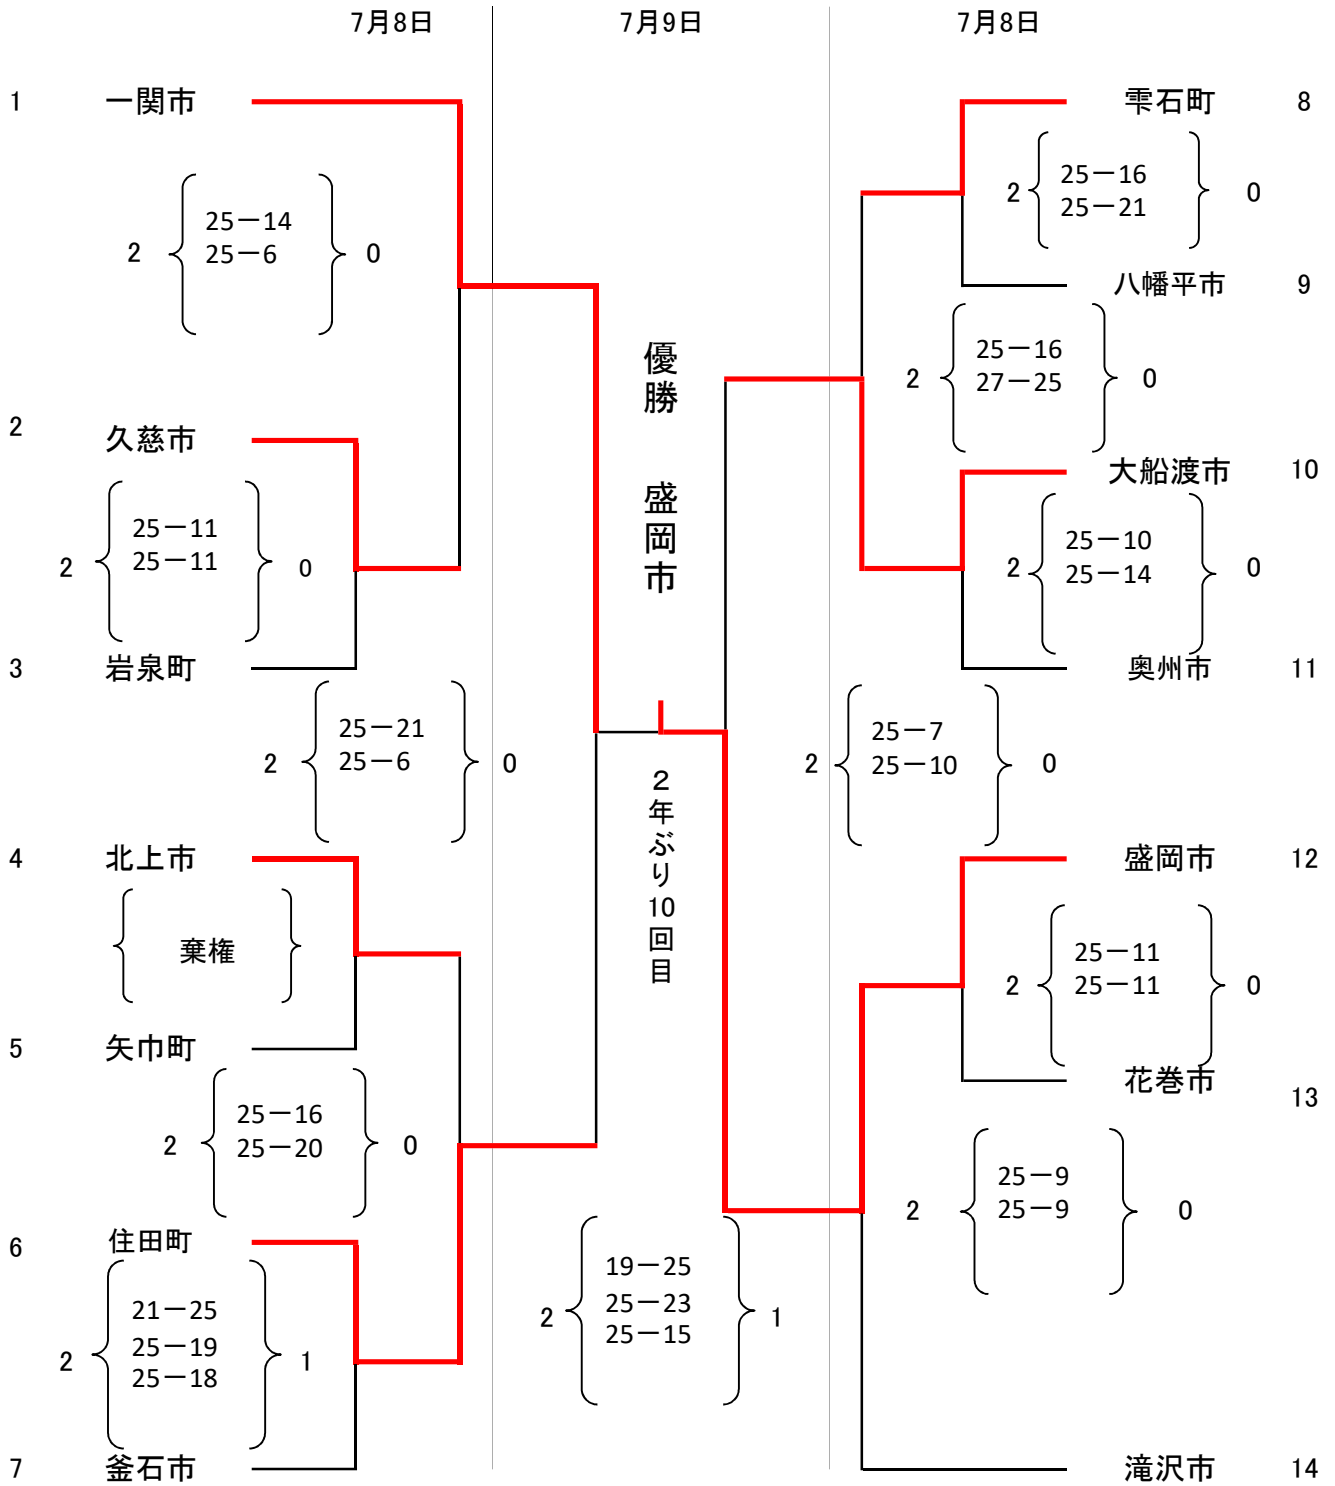 7月8日
7月9日
7月8日
1 一関市
2 25－14 0
25－6
2 久慈市
2 25－11 0
25－11
3 岩泉町
2 25－21 0
25－6
4 北上市
棄権
5 矢巾町
2 25－16 0
25－20
6 住田町
21－25
2 25－19 1
25－18
7 釜石市
優勝 盛岡市
2年ぶり10回目
19－25
2 25－23 1
25－15
雫石町 8
2 25－16 0
25－21
八幡平市 9
25－16
2 27－25 0
大船渡市 10
25－10
2 25－14 0
奥州市 11
25－7
2 25－10 0
盛岡市 12
25－11
2 25－11 0
花巻市 13
25－9
2 25－9 0
滝沢市 14